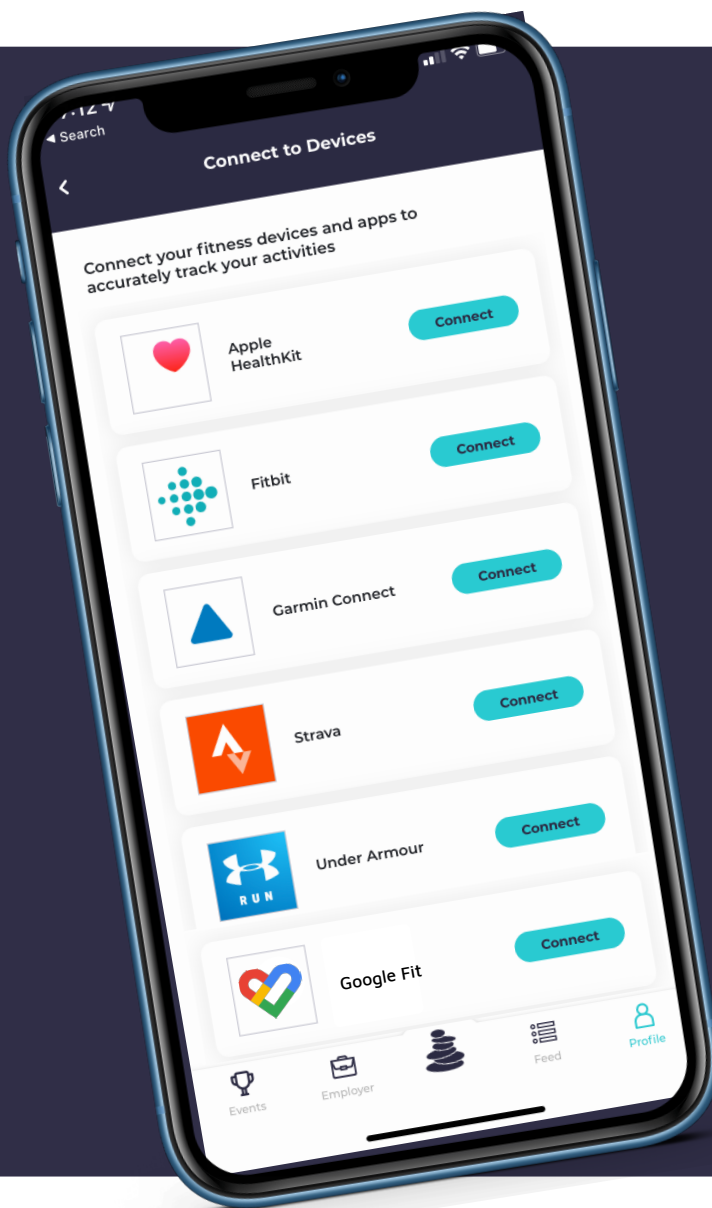 Search
Connect to Devices
Connect your fitness devices and apps to
accurately track your activities
Apple
HealthKit
Connect
Fitbit
Connect
Garmin Connect
Connect
Strava
Connect
RUN
Under Armour
Connect
Google Fit
Connect
Events
Employer
Feed
Profile